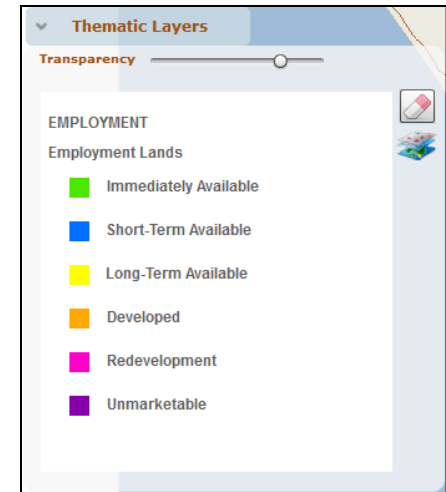 Thematic Layers
Transparency
EMPLOYMENT
Employment Lands
Immediately Available
Short-Term Available
Long-Term Available
Developed
Redevelopment
Unmarketable